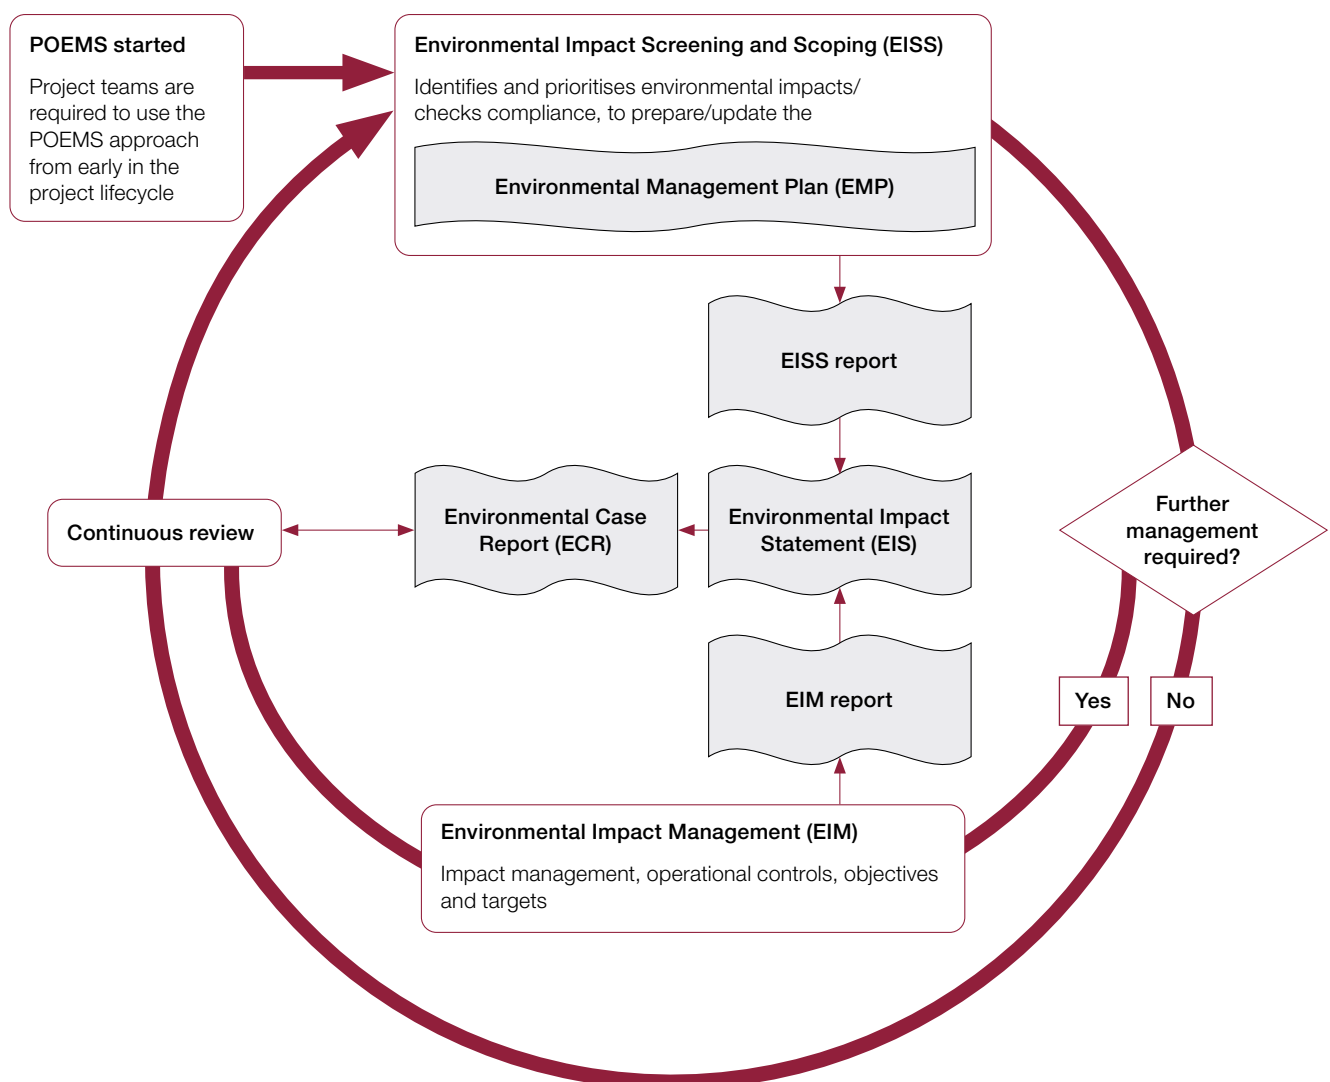 POEMS started
Project teams are
required to use the
POEMS approach
from early in the
project lifecycle
Environmental Impact Screening and Scoping (EISS)
Identifies and prioritises environmental impacts/
checks compliance, to prepare/update the
Environmental Management Plan (EMP)
EISS report
Continuous review
Environmental Case
Report (ECR)
Environmental Impact
Statement (EIS)
Further
management
required?
EIM report
Yes
No
Environmental Impact Management (EIM)
Impact management, operational controls, objectives
and targets